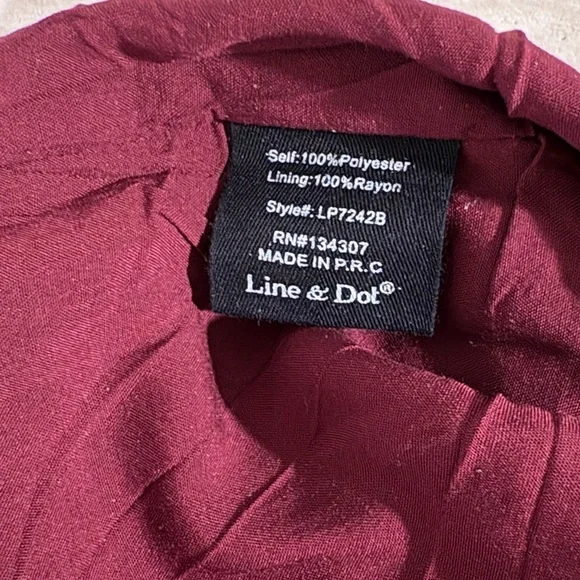 Self:100%Polyester
Lining:100%Rayon
Style#: LP7242B
RN#134307
MADE IN P.R.C
Line & Dot®